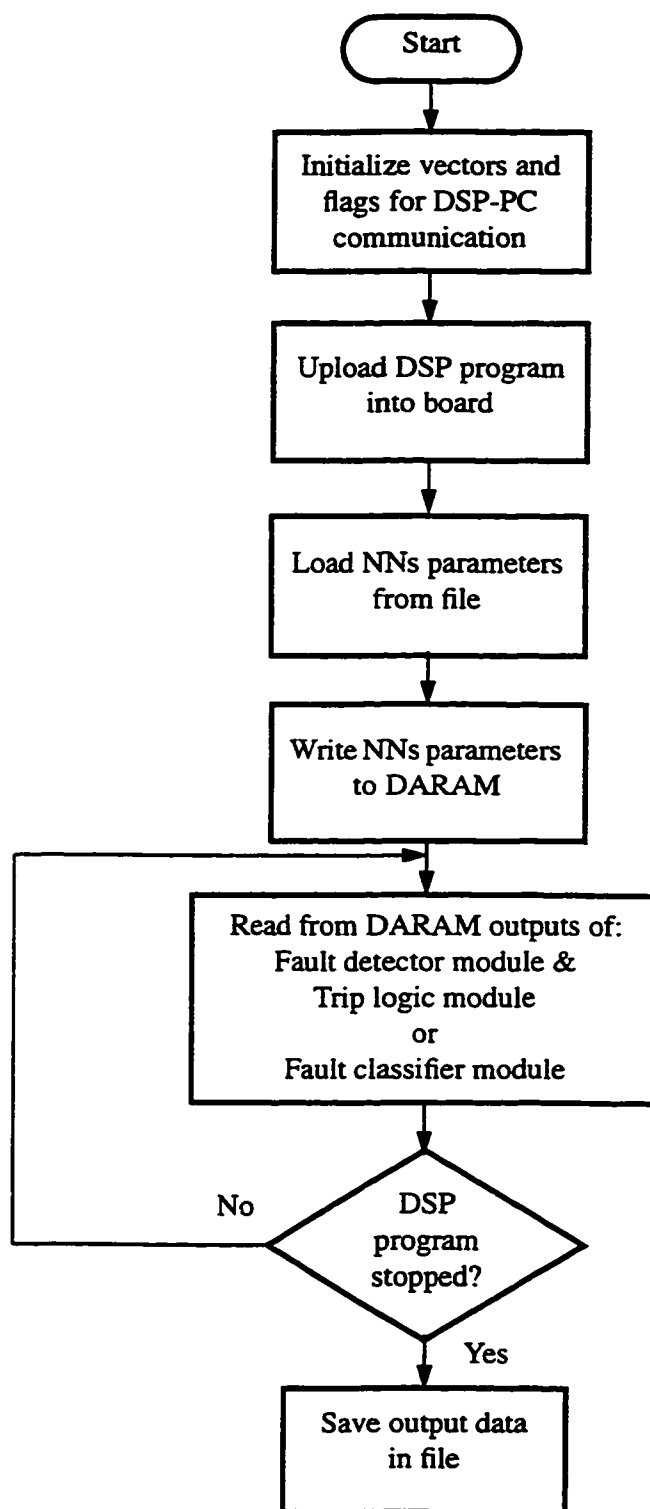 Start
Initialize vectors and
flags for DSP-PC
communication
Upload DSP program
into board
Load NNs parameters
from file
Write NNs parameters
to DARAM
Read from DARAM outputs of:
Fault detector module &
Trip logic module
or
Fault classifier module
No
DSP
program
stopped?
Yes
Save output data
in file